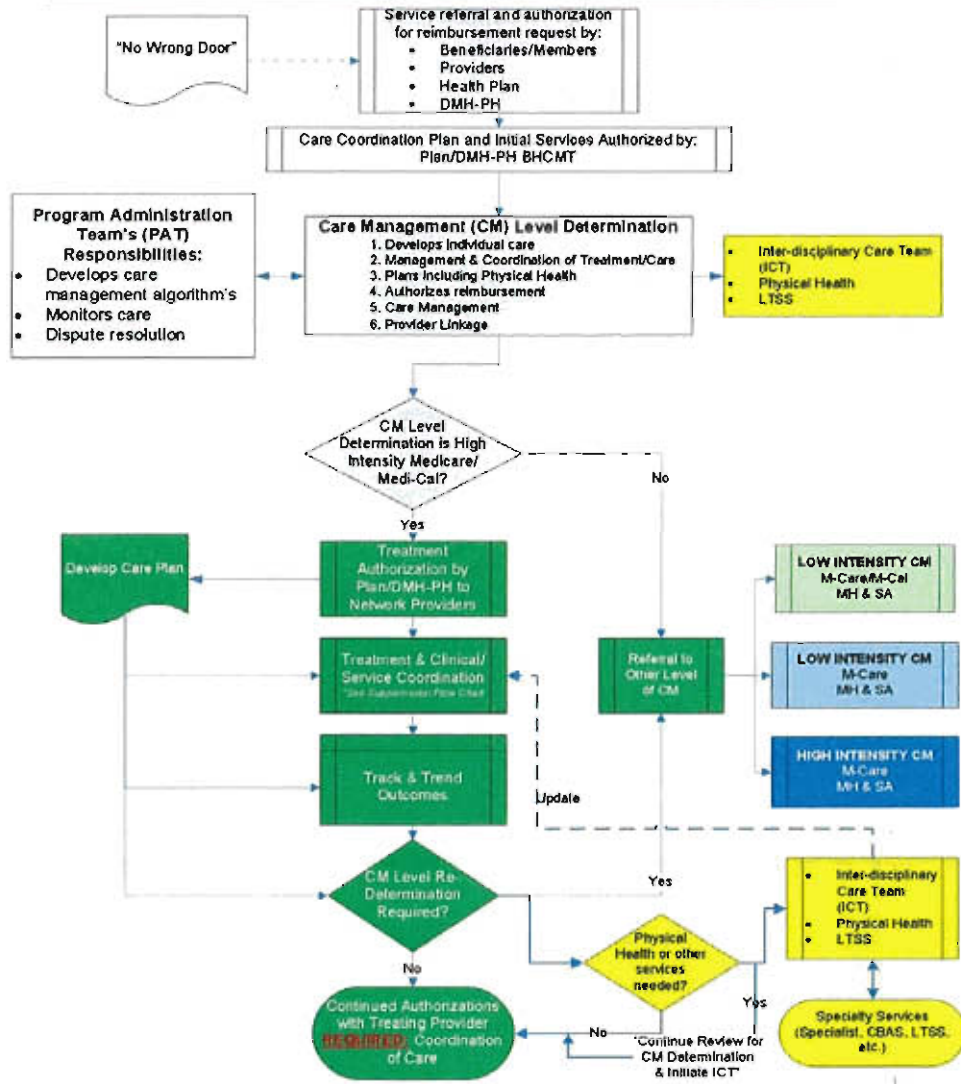 Service referral and authorization
for reimbursement request by:
• Beneficiaries/Members
• Providers
• Health Plan
• DMH-PH
"No Wrong Door"
Care Coordination Plan and Initial Services Authorized by:
Plan/DMH-PH BHCMT
Program Administration
Team's (PAT)
Responsibilities:
• Develops care
management algorithm's
• Monitors care
• Dispute resolution
Care Management (CM) Level Determination
1. Develops Individual care
2. Management & Coordination of Treatment/Care
3. Plans Including Physical Health
4. Authorizes reimbursement
5. Care Management
6. Provider Linkage
• Inter-disciplinary Care Team
(ICT)
• Physical Health
• LTSS
CM Level
Determination is High
Intensity Medicare/
Medi-Cal?
No
Yes
Develop Care Plan
Treatment
Authorization by
Plan/DMH-PH to
Network Providers
Treatment & Clinical/
Service Coordination
*See Supplemental Flow Chart
Referral to
Other Level
of CM
LOW INTENSITY CM
M-Care/M-Cal
MH & SA
LOW INTENSITY CM
M-Care
MH & SA
HIGH INTENSITY CM
M-Care
MH & SA
Track & Trend
Outcomes
Update
CM Level Re-
Determination
Required?
Yes
No
Physical
Health or other
services
needed?
Yes
No
• Inter-disciplinary
Care Team
(ICT)
• Physical Health
• LTSS
Continued Authorizations
with Treating Provider
REQUIRED: Coordination
of Care
"Continue Review for
CM Determination
& Initiate ICT"
Specialty Services
(Specialist, CBAS, LTSS,
etc.)